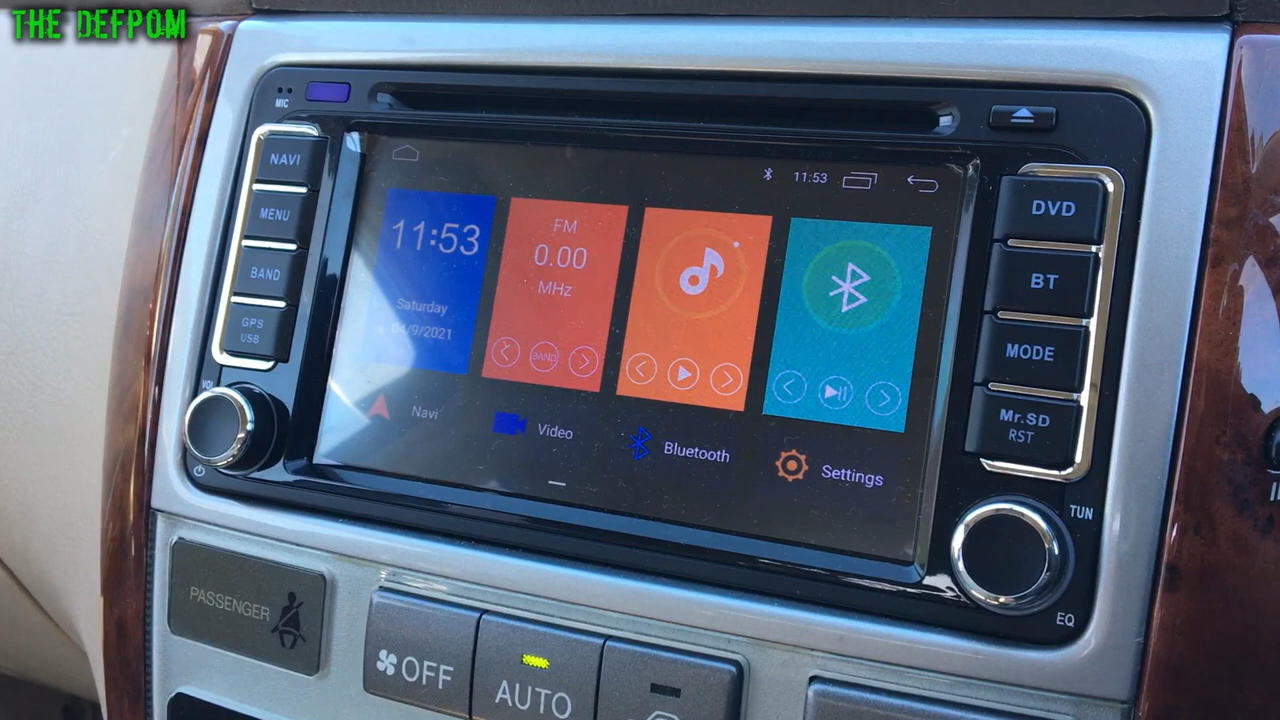 THE DEFPOM
MIC
NAVI
MENU
BAND
GPS
USB
VOL
11:53
11:53
Saturday
04/9/2021
FM
0.00
MHz
BAND
Navi
Video
Bluetooth
Settings
DVD
BT
MODE
Mr.SD
RST
TUN
EQ
PASSENGER
OFF
AUTO